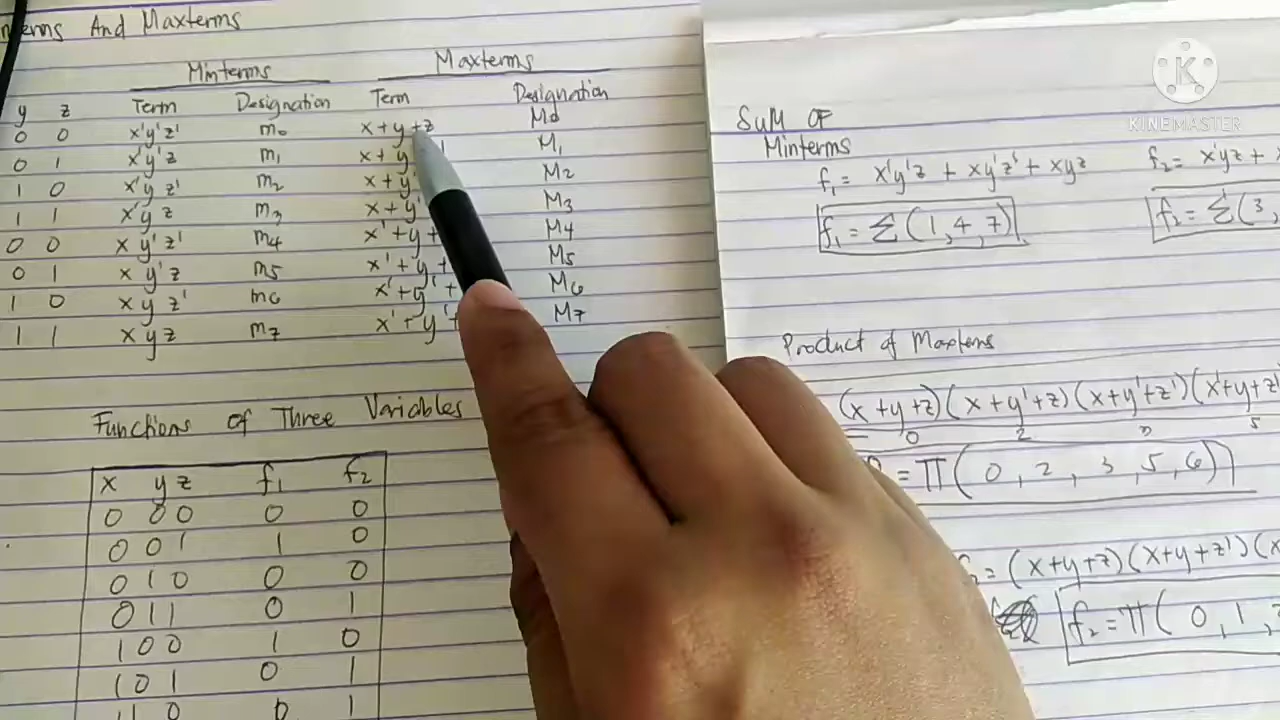 And Maxterms
Minterms Maxterms
y z Term Designation Term Designation
0 0 x'y'z' m0 x+y+z M0
0 1 x'y'z m1 x+y M1
1 0 x'y z' m2 x+y M2
1 1 x'y z m3 x+y' M3
0 0 x y'z' m4 x'+y+ M4
0 1 x y'z m5 x'+y+ M5
1 0 x y z' m6 x'+y'+ M6
1 1 x y z m7 x'+y'+ M7
Functions of Three Variables
x y z f1 f2
0 0 0 0 0
0 0 1 1 0
0 1 0 0 0
0 1 1 0 1
1 0 0 1 0
1 0 1 0 1
1 1 0 0 1
SUM OF
Minterms
f1 = x'y'z + xy'z' + xyz f2 = x'yz +
f1 = Σ(1,4,7) f2 = Σ(3,
Product of Maxterms
(x+y+z)(x+y'+z)(x+y'+z')(x'+y+z'
0 2 3 5
= π(0, 2, 3, 5, 6)
= (x+y+z)(x+y+z')(x
f2 = π(0, 1,
K
KINEMASTER